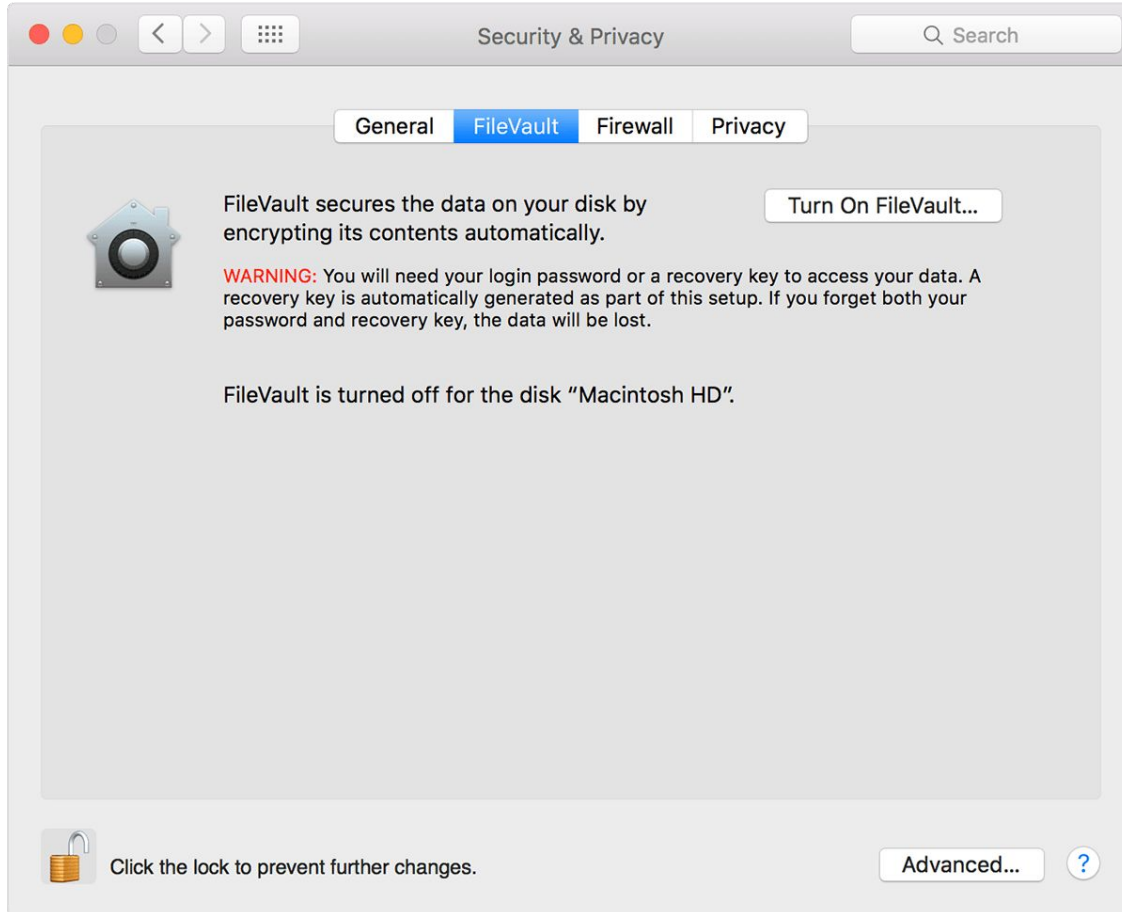 Security & Privacy
Search
General
FileVault
Firewall
Privacy
FileVault secures the data on your disk by
encrypting its contents automatically.
Turn On FileVault...
WARNING: You will need your login password or a recovery key to access your data. A
recovery key is automatically generated as part of this setup. If you forget both your
password and recovery key, the data will be lost.
FileVault is turned off for the disk “Macintosh HD”.
Click the lock to prevent further changes.
Advanced...
?